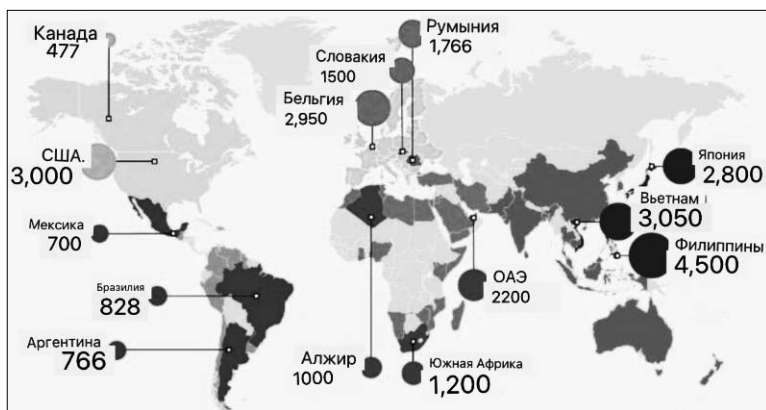 Канада
477
Румыния
1,766
Словакия
1500
Бельгия
2,950
США.
3,000
Япония
2,800
Вьетнам
3,050
Мексика
700
Филиппины
4,500
ОАЭ
2200
Бразилия
828
Аргентина
766
Алжир
1000
Южная Африка
1,200